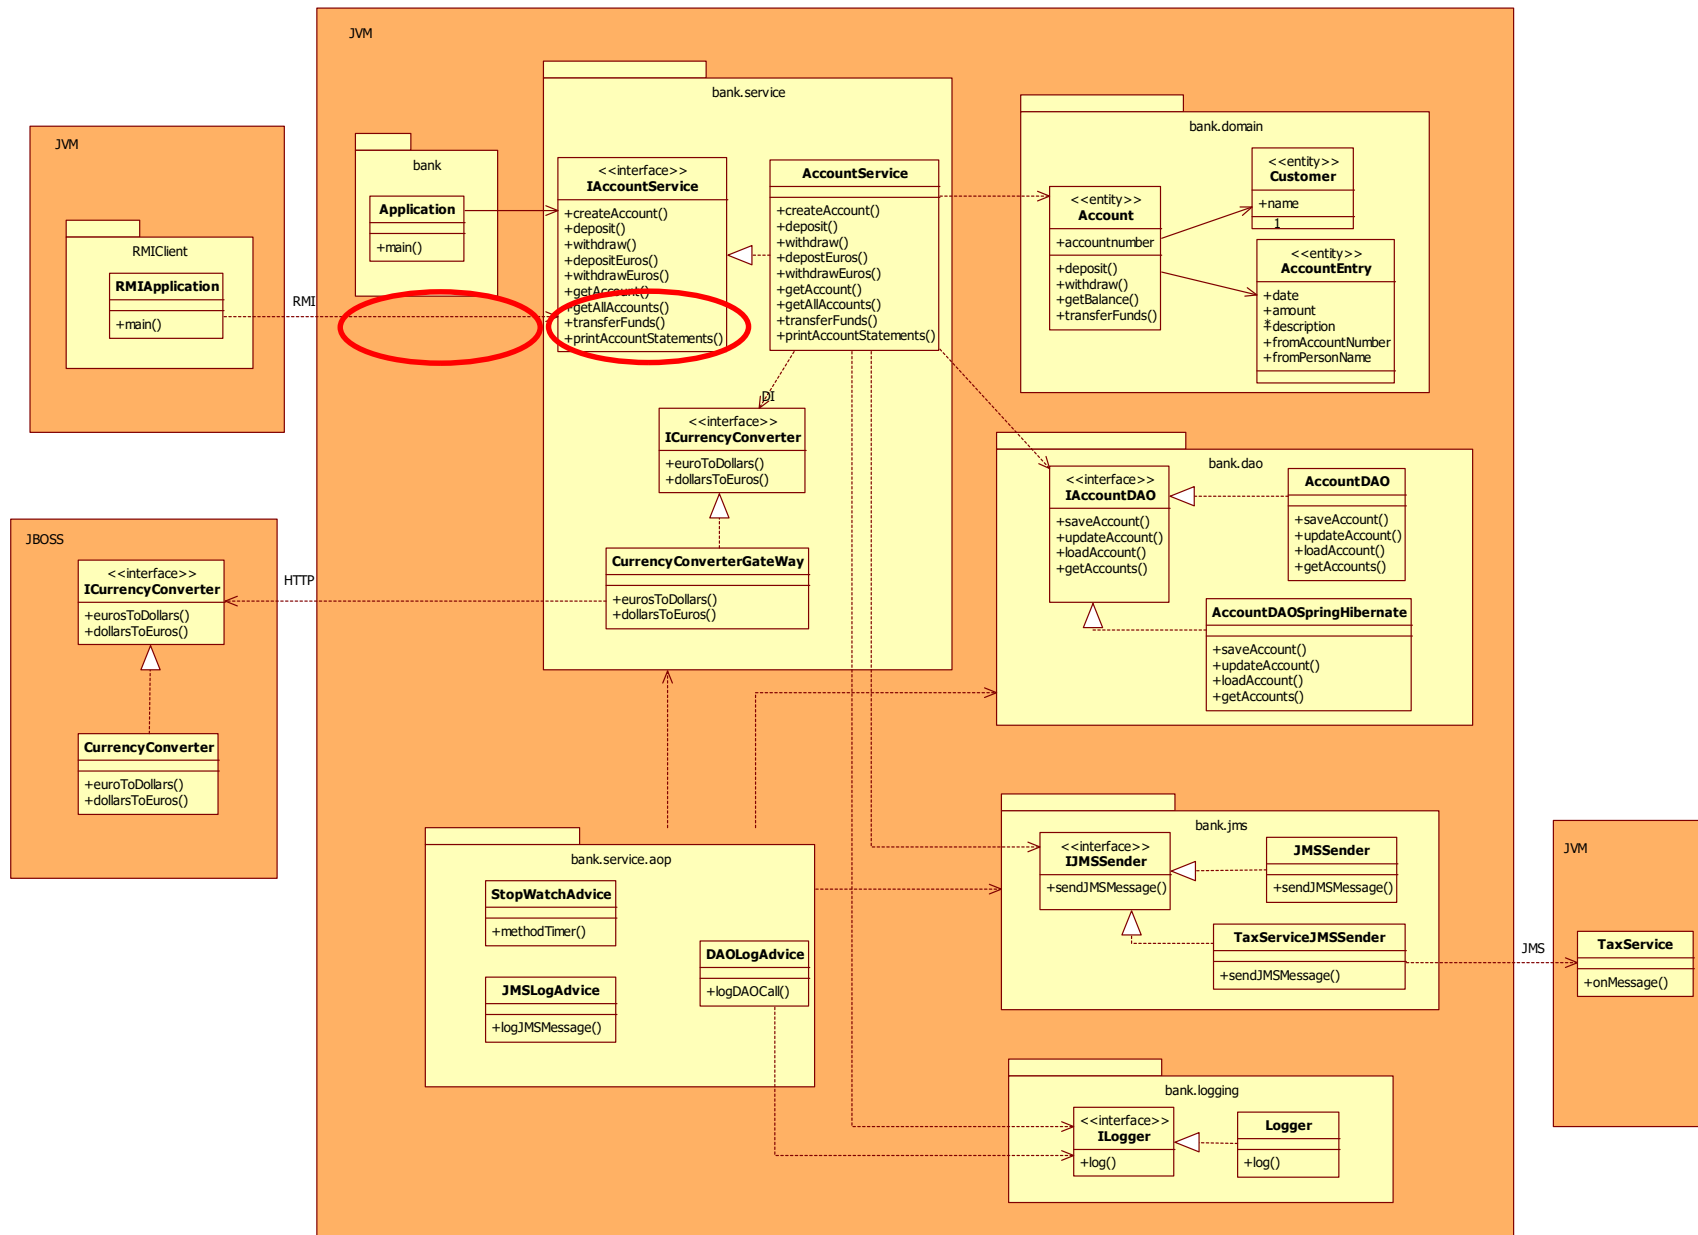 JVM
bank.service
bank.domain
JVM
bank
<<interface>>
IAccountService
+createAccount()
+deposit()
+withdraw()
+depositEuros()
+withdrawEuros()
+getAccount()
+getAllAccounts()
+transferFunds()
+printAccountStatements()
AccountService
+createAccount()
+deposit()
+withdraw()
+depostEuros()
+withdrawEuros()
+getAccount()
+getAllAccounts()
+transferFunds()
+printAccountStatements()
<<entity>>
Customer
+name
1
<<entity>>
Account
+accountnumber
+deposit()
+withdraw()
+getBalance()
+transferFunds()
<<entity>>
AccountEntry
+date
+amount
+description
*
+fromAccountNumber
+fromPersonName
Application
+main()
RMIClient
RMIApplication
+main()
RMI
DI
<<interface>>
ICurrencyConverter
+euroToDollars()
+dollarsToEuros()
CurrencyConverterGateWay
+eurosToDollars()
+dollarsToEuros()
bank.dao
<<interface>>
IAccountDAO
+saveAccount()
+updateAccount()
+loadAccount()
+getAccounts()
AccountDAO
+saveAccount()
+updateAccount()
+loadAccount()
+getAccounts()
AccountDAOSpringHibernate
+saveAccount()
+updateAccount()
+loadAccount()
+getAccounts()
JBOSS
<<interface>>
ICurrencyConverter
+eurosToDollars()
+dollarsToEuros()
HTTP
CurrencyConverter
+euroToDollars()
+dollarsToEuros()
bank.service.aop
StopWatchAdvice
+methodTimer()
DAOLogAdvice
+logDAOCall()
JMSLogAdvice
+logJMSMessage()
bank.jms
<<interface>>
IJMSSender
+sendJMSMessage()
JMSSender
+sendJMSMessage()
TaxServiceJMSSender
+sendJMSMessage()
JMS
JVM
TaxService
+onMessage()
bank.logging
<<interface>>
ILogger
+log()
Logger
+log()